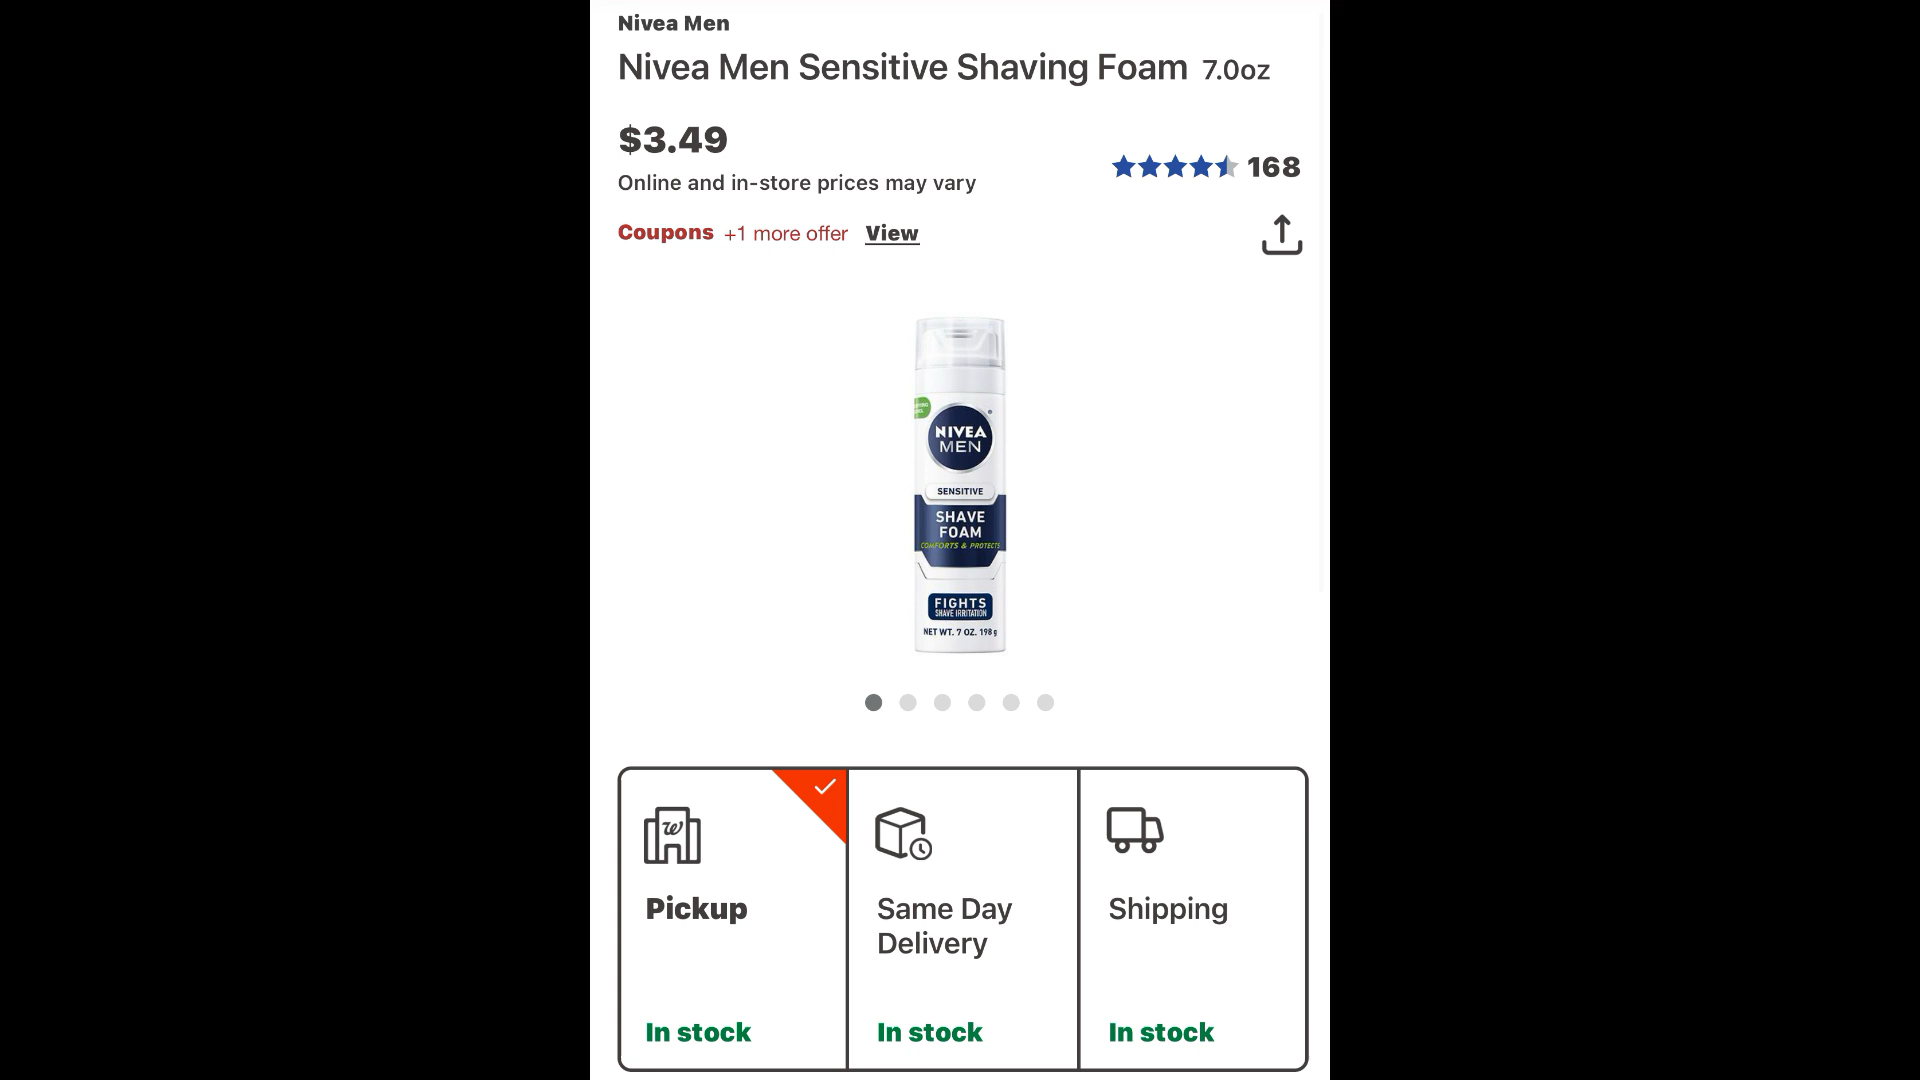 Nivea Men
Nivea Men Sensitive Shaving Foam 7.0oz
$3.49
168
Online and in-store prices may vary
Coupons +1 more offer View
NIVEA
MEN
SENSITIVE
SHAVE
FOAM
COMFORTS & PROTECTS
FIGHTS
SHAVE IRRITATION
NET WT. 7 OZ. 198 g
W
Pickup
Same Day
Delivery
Shipping
In stock
In stock
In stock